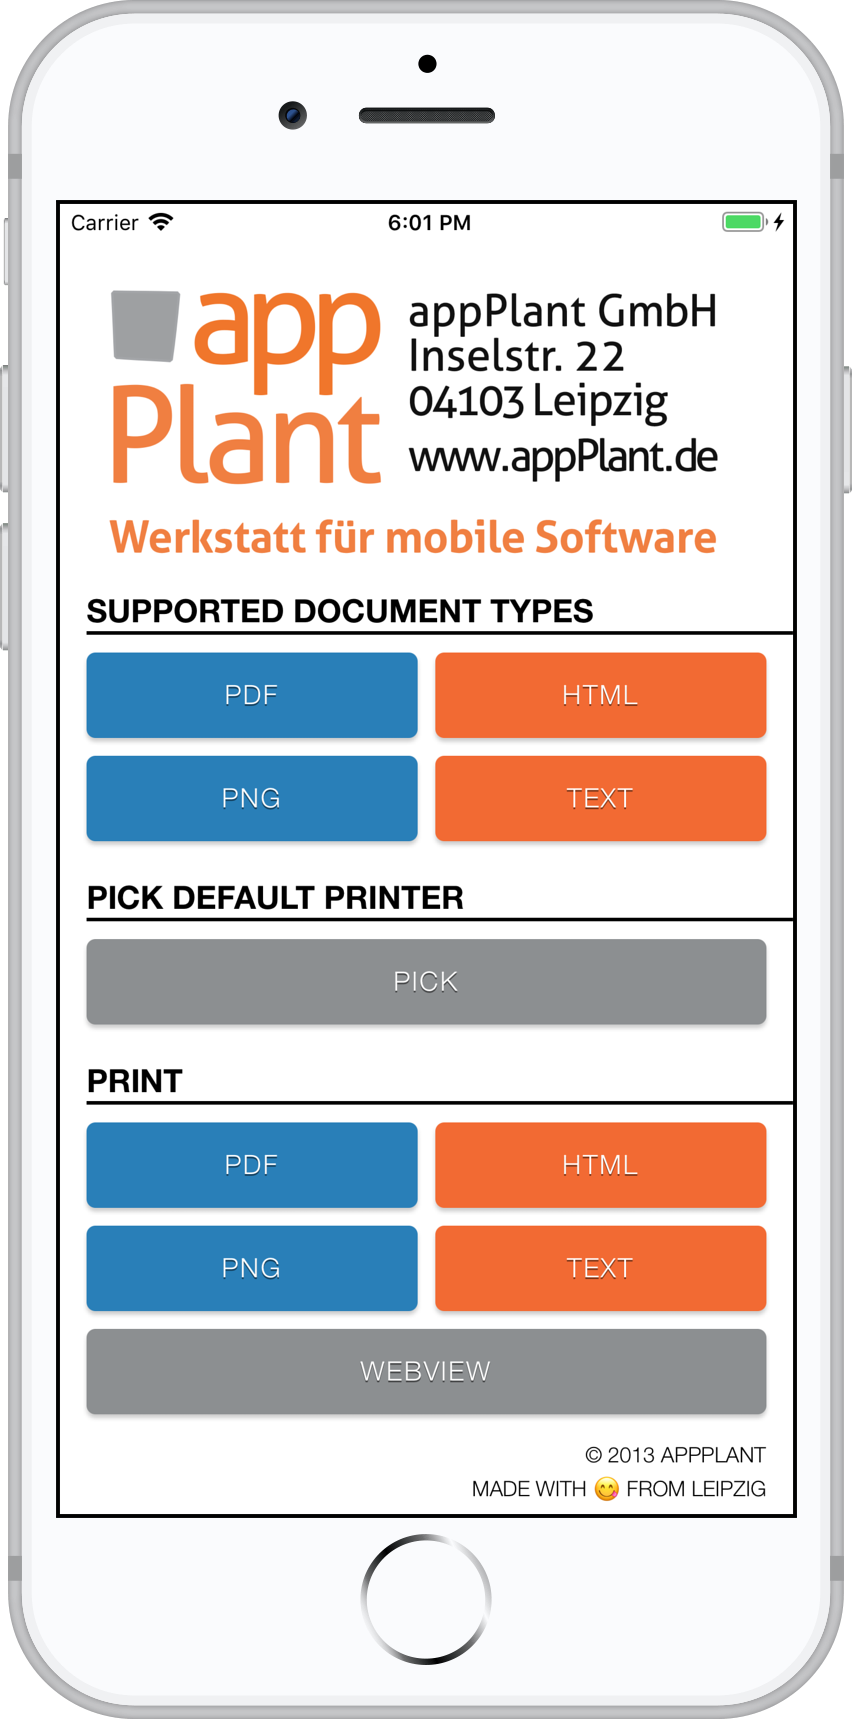 Carrier 6:01 PM
app
Plant
appPlant GmbH
Inselstr. 22
04103 Leipzig
www.appPlant.de
Werkstatt für mobile Software
SUPPORTED DOCUMENT TYPES
PDF HTML
PNG TEXT
PICK DEFAULT PRINTER
PICK
PRINT
PDF HTML
PNG TEXT
WEBVIEW
© 2013 APPPLANT
MADE WITH 😋 FROM LEIPZIG